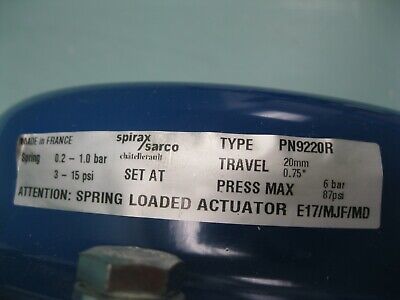 MADE in FRANCE
spirax
sarco
châtellerault
TYPE PN9220R
Spring 0.2 – 1.0 bar
3 – 15 psi
SET AT
TRAVEL 20mm
0.75"
PRESS MAX 6 bar
87psi
ATTENTION: SPRING LOADED ACTUATOR E17/MJF/MD